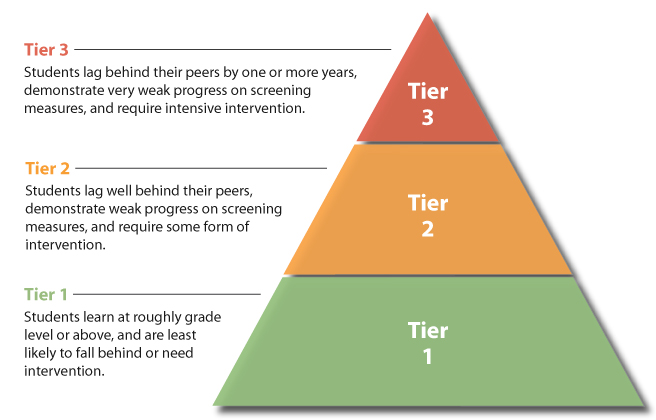 Tier 3
Students lag behind their peers by one or more years,
demonstrate very weak progress on screening
measures, and require intensive intervention.
Tier
3
Tier 2
Students lag well behind their peers,
demonstrate weak progress on screening
measures, and require some form of
intervention.
Tier
2
Tier 1
Students learn at roughly grade
level or above, and are least
likely to fall behind or need
intervention.
Tier
1